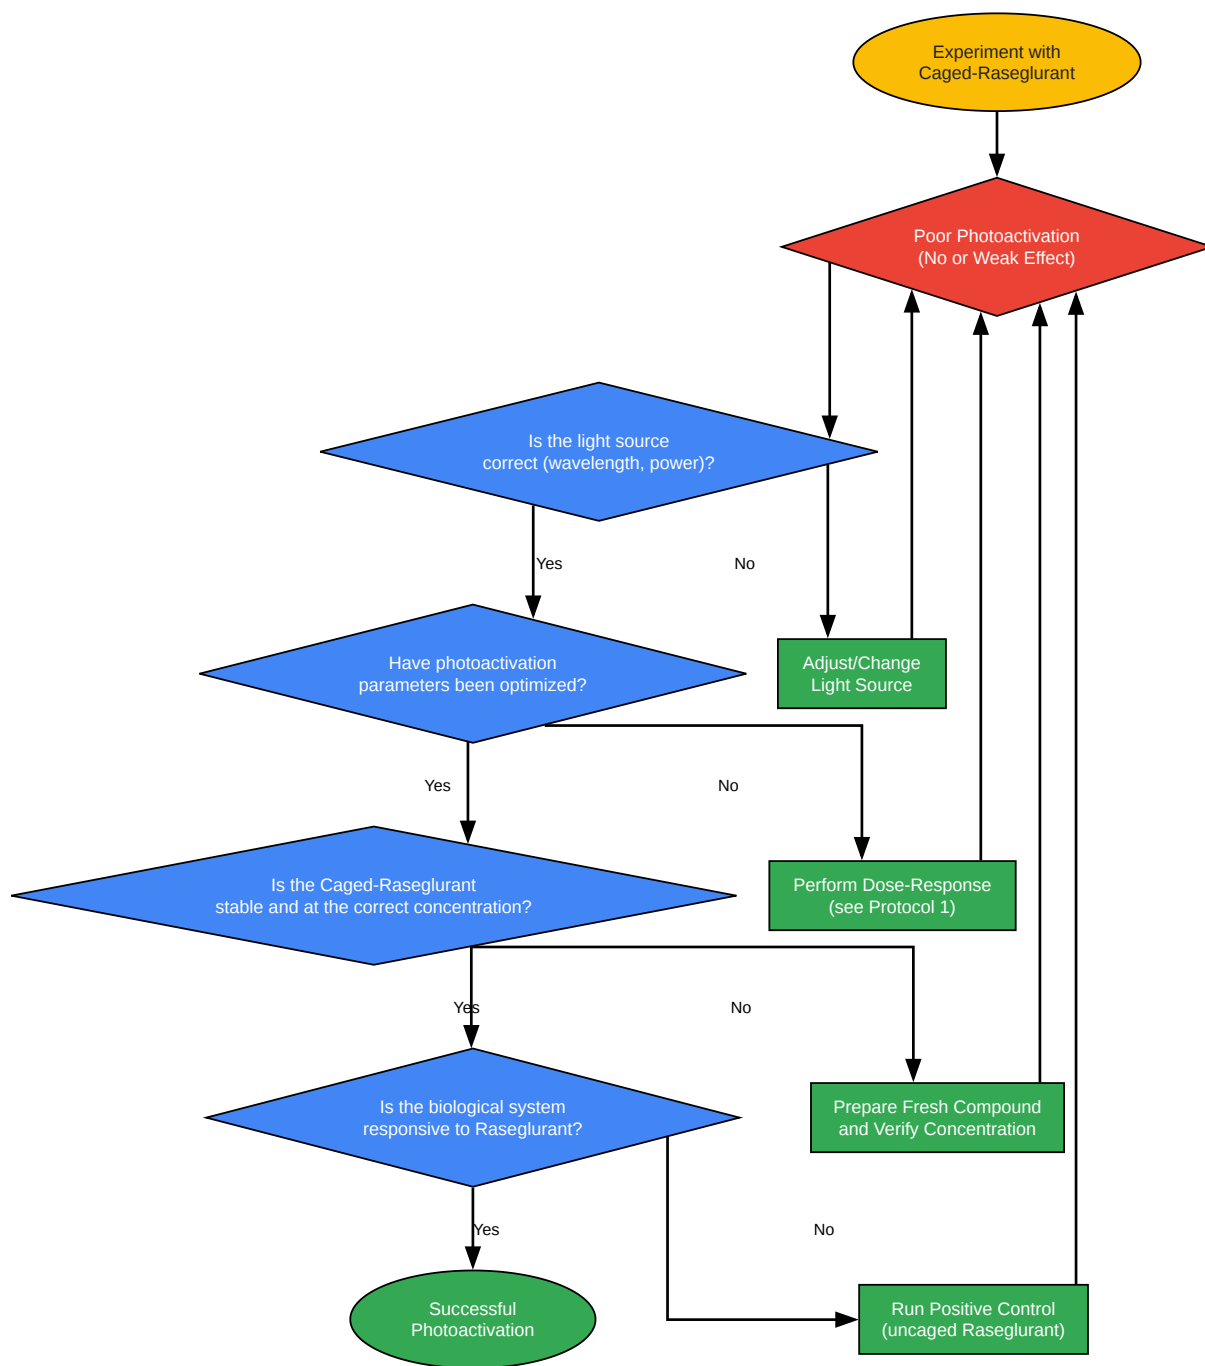 Experiment with
Caged-Raseglurant
Poor Photoactivation
(No or Weak Effect)
Is the light source
correct (wavelength, power)?
Yes
No
Have photoactivation
parameters been optimized?
Adjust/Change
Light Source
Yes
No
Is the Caged-Raseglurant
stable and at the correct concentration?
Perform Dose-Response
(see Protocol 1)
Yes
No
Is the biological system
responsive to Raseglurant?
Prepare Fresh Compound
and Verify Concentration
Yes
No
Successful
Photoactivation
Run Positive Control
(uncaged Raseglurant)